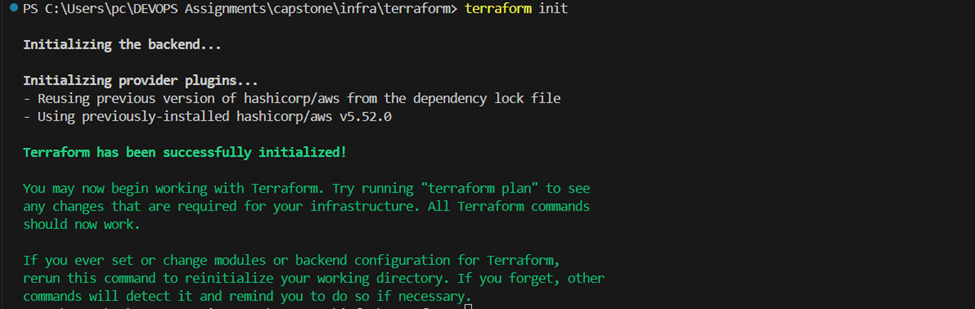 PS C:\Users\pc\DEVOPS Assignments\capstone\infra\terraform> terraform init
Initializing the backend...
Initializing provider plugins...
- Reusing previous version of hashicorp/aws from the dependency lock file
- Using previously-installed hashicorp/aws v5.52.0
Terraform has been successfully initialized!
You may now begin working with Terraform. Try running "terraform plan" to see
any changes that are required for your infrastructure. All Terraform commands
should now work.
If you ever set or change modules or backend configuration for Terraform,
rerun this command to reinitialize your working directory. If you forget, other
commands will detect it and remind you to do so if necessary.